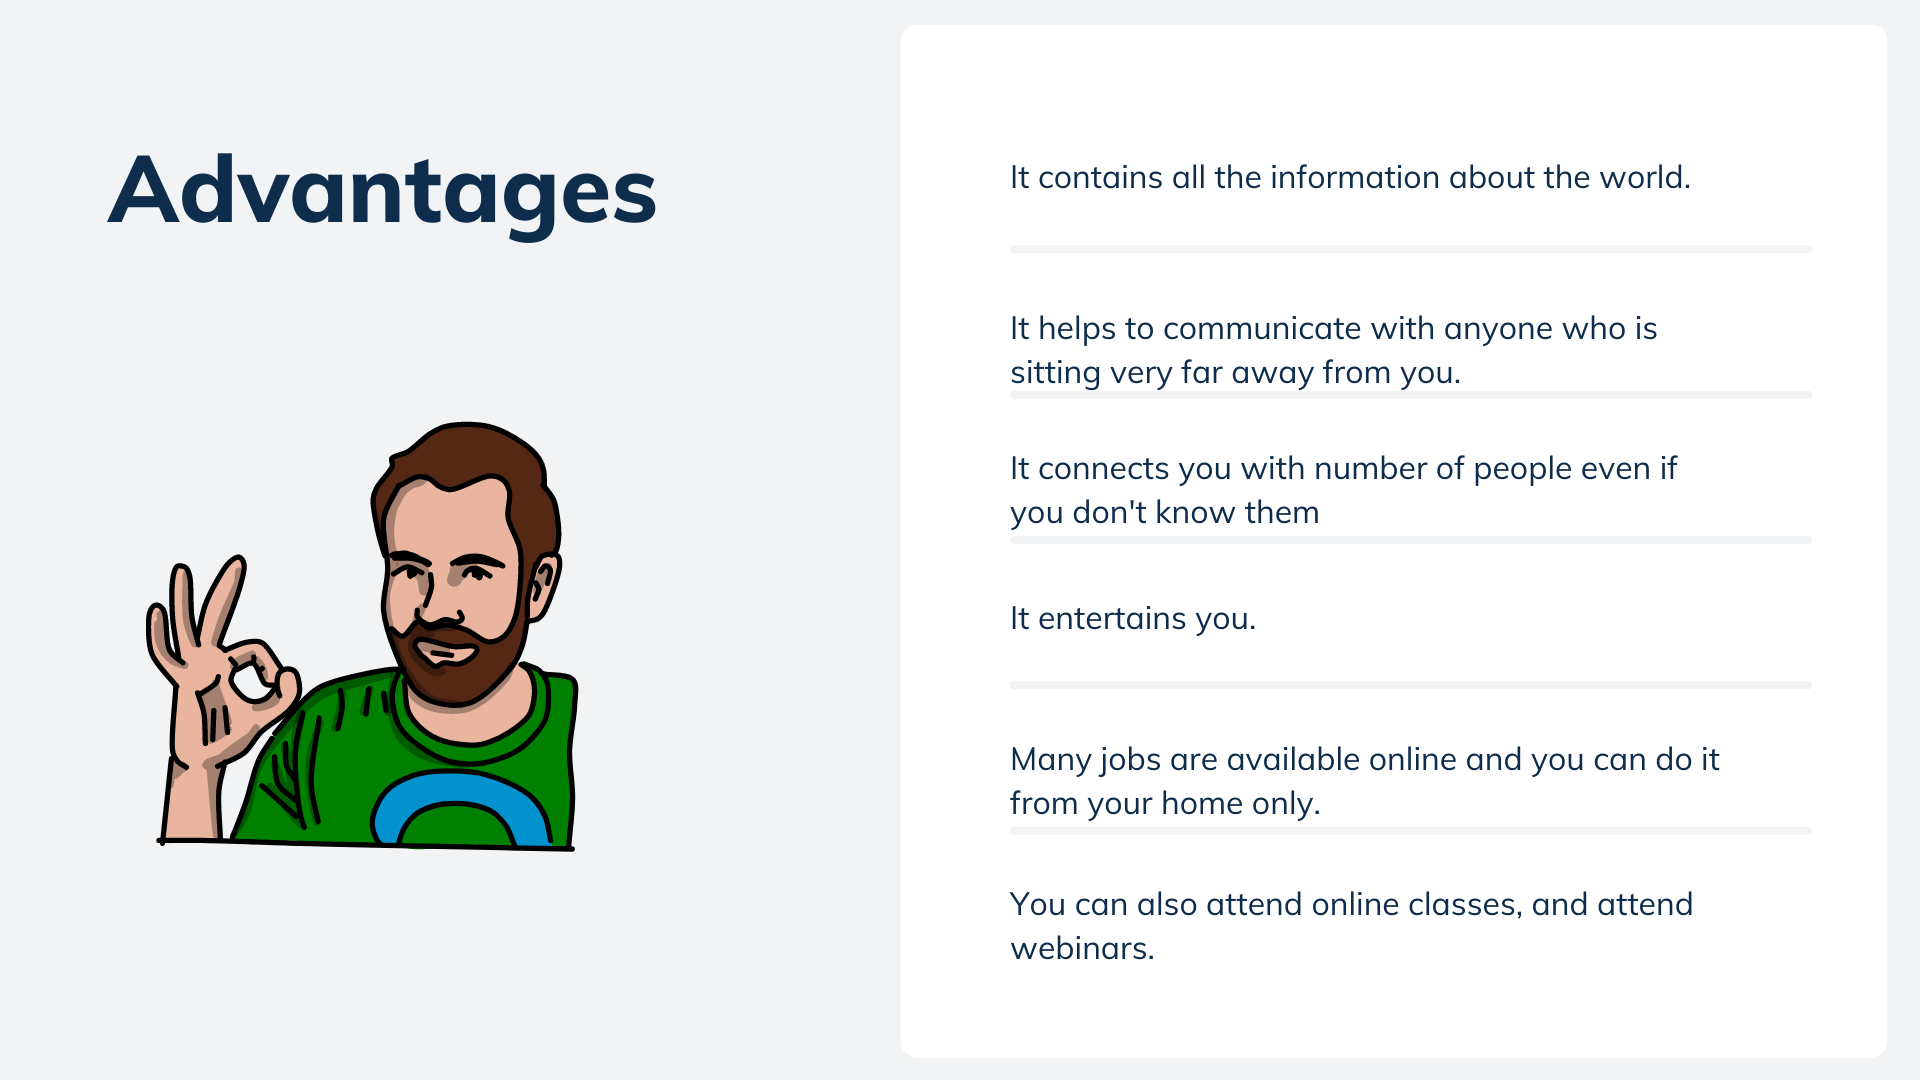 Advantages
It contains all the information about the world.
It helps to communicate with anyone who is
sitting very far away from you.
It connects you with number of people even if
you don't know them
It entertains you.
Many jobs are available online and you can do it
from your home only.
You can also attend online classes, and attend
webinars.